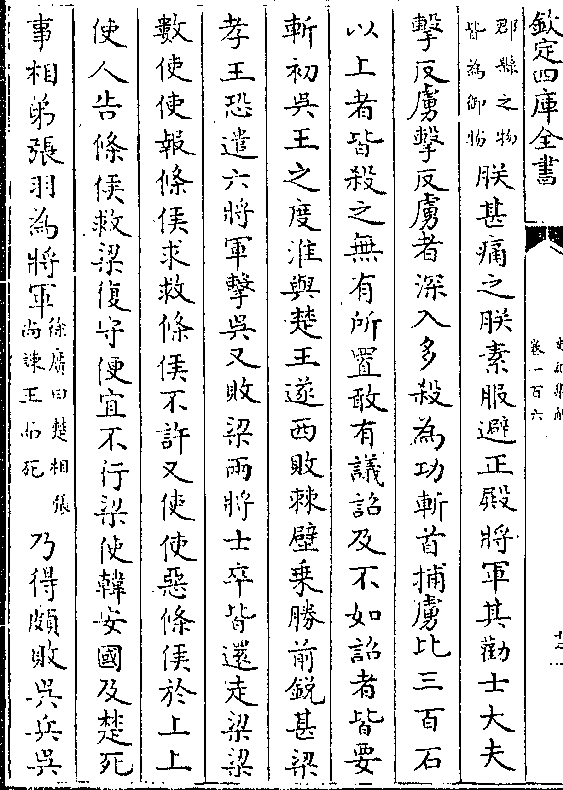 欽定四庫全書
史記集解
卷一百六
郡縣之物
皆為御物
朕甚痛之朕素服避正殿將軍其勸士大夫
擊反虜擊反虜者深入多殺為功斬首捕虜比三百石
以上者皆殺之無有所置敢有議詔及不如詔者皆要
斬初吳王之度淮與楚王遂西敗棘壁乗勝前鋭甚梁
孝王恐遣六將軍擊吳又敗梁兩將士卒皆還走梁梁
數使使報條侯求救條侯不許又使使惡條侯於上上
使人告條侯救梁復守便宜不行梁使韓安國及楚死
事相弟張羽為將軍
徐廣曰楚相張
尚諫王而死
乃得頗敗吳兵吳